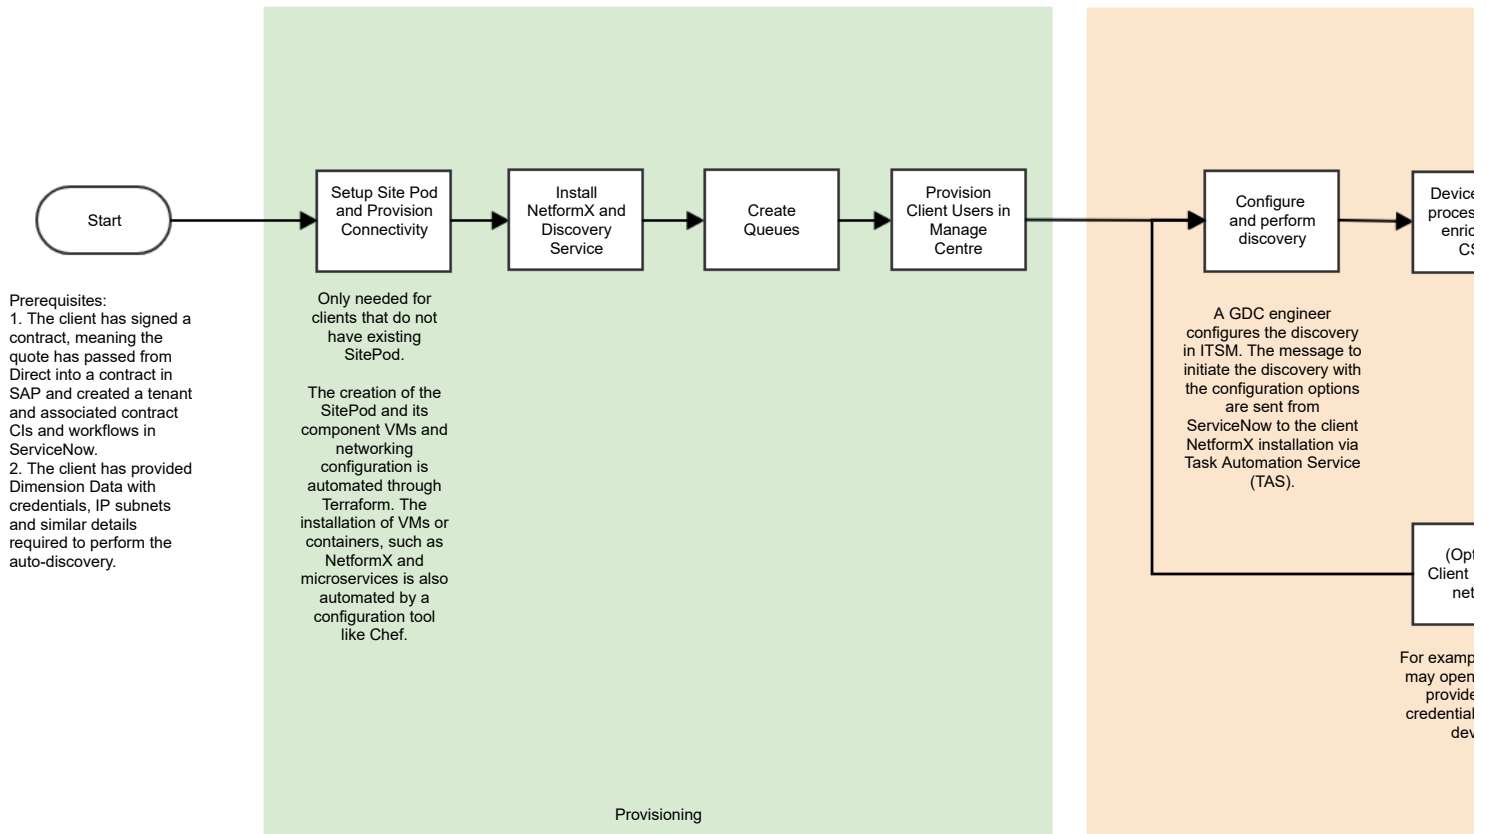 Start
Prerequisites:
1. The client has signed a
contract, meaning the
quote has passed from
Direct into a contract in
SAP and created a tenant
and associated contract
CIs and workflows in
ServiceNow.
2. The client has provided
Dimension Data with
credentials, IP subnets
and similar details
required to perform the
auto-discovery.
Setup Site Pod
and Provision
Connectivity
Only needed for
clients that do not
have existing
SitePod.
The creation of the
SitePod and its
component VMs and
networking
configuration is
automated through
Terraform. The
installation of VMs or
containers, such as
NetformX and
microservices is also
automated by a
configuration tool
like Chef.
Install
NetformX and
Discovery
Service
Create
Queues
Provision
Client Users in
Manage
Centre
Provisioning
Configure
and perform
discovery
A GDC engineer
configures the discovery
in ITSM. The message to
initiate the discovery with
the configuration options
are sent from
ServiceNow to the client
NetformX installation via
Task Automation Service
(TAS).
Device
Client
For
may open